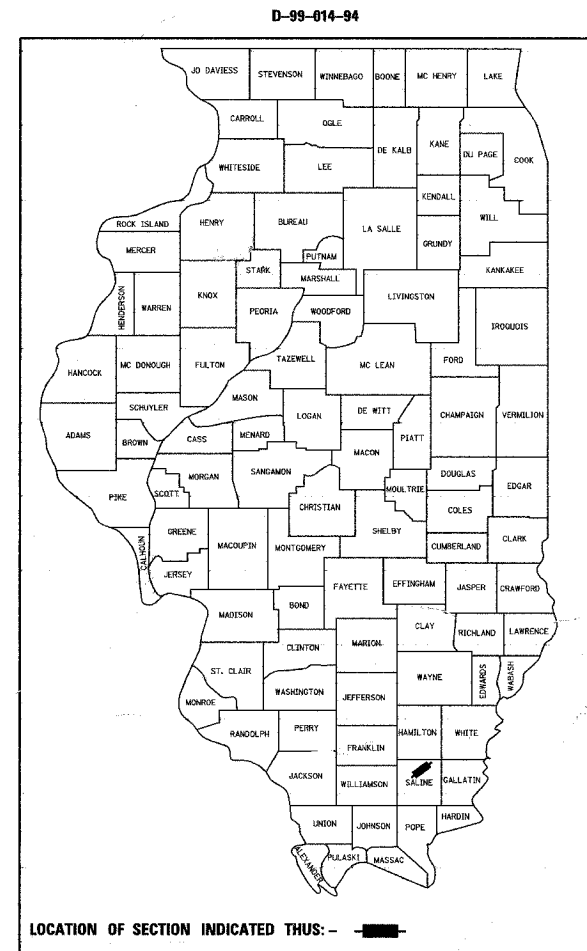 D-99-014-94
JO DAVIESS STEVENSON WINNEBAGO BOONE MC HENRY LAKE
CARROLL OGLE
DE KALB KANE DU PAGE COOK
WHITESIDE LEE
KENDALL
ROCK ISLAND HENRY BUREAU LA SALLE GRUNDY WILL
MERCER PUTNAM
STARK MARSHALL KANKAKEE
HENDERSON WARREN KNOX PEORIA WOODFORD LIVINGSTON IROQUOIS
HANCOCK MC DONOUGH FULTON TAZEWELL MC LEAN FORD
MASON
SCHUYLER LOGAN DE WITT CHAMPAIGN VERMILION
ADAMS BROWN CASS MENARD MACON PIATT
PIKE SCOTT MORGAN SANGAMON DOUGLAS EDGAR
CHRISTIAN MOULTRIE COLES
GREENE SHELBY
CALHOUN MACOUPIN MONTGOMERY CUMBERLAND CLARK
JERSEY FAYETTE EFFINGHAM JASPER CRAWFORD
MADISON BOND
CLAY RICHLAND LAWRENCE
CLINTON MARION
ST. CLAIR WAYNE EDWARDS WABASH
WASHINGTON JEFFERSON
MONROE
RANDOLPH PERRY HAMILTON WHITE
FRANKLIN
JACKSON WILLIAMSON SALINE GALLATIN
UNION JOHNSON POPE HARDIN
ALEXANDER PULASKI MASSAC
LOCATION OF SECTION INDICATED THUS: -